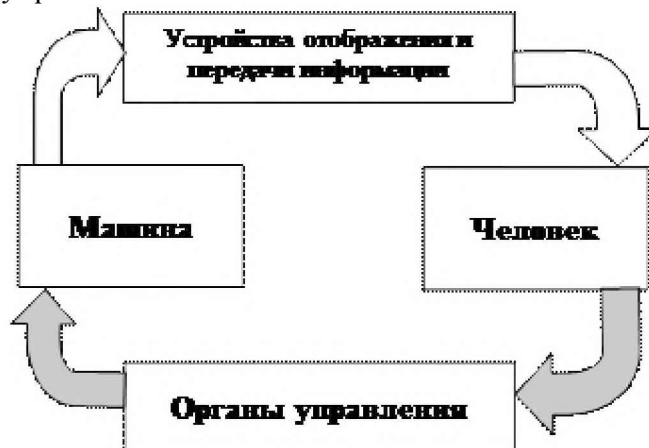 Устройства отображения и
передачи информации
Машина
Человек
Органы управления